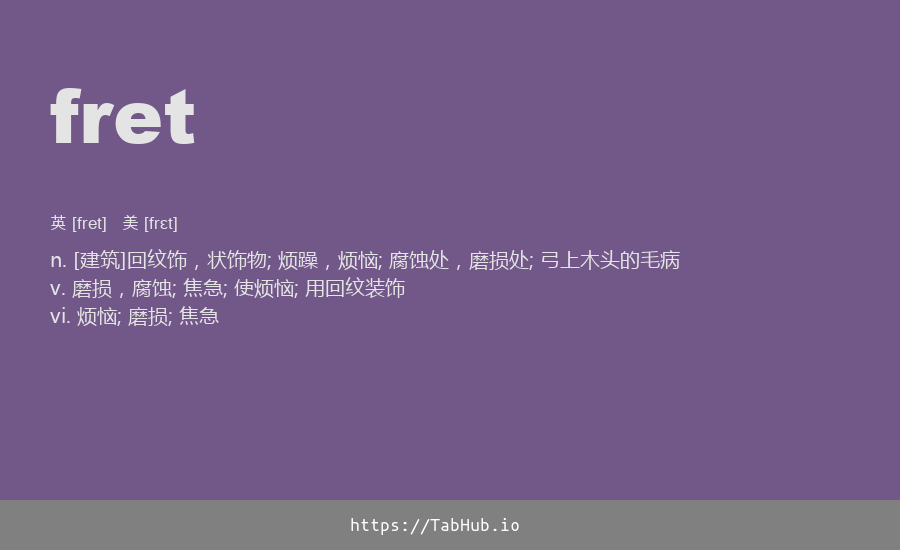 fret
英 [fret] 美 [frɛt]
n. [建筑]回纹饰，状饰物; 烦躁，烦恼; 腐蚀处，磨损处; 弓上木头的毛病
v. 磨损，腐蚀; 焦急; 使烦恼; 用回纹装饰
vi. 烦恼; 磨损; 焦急
https://TabHub.io